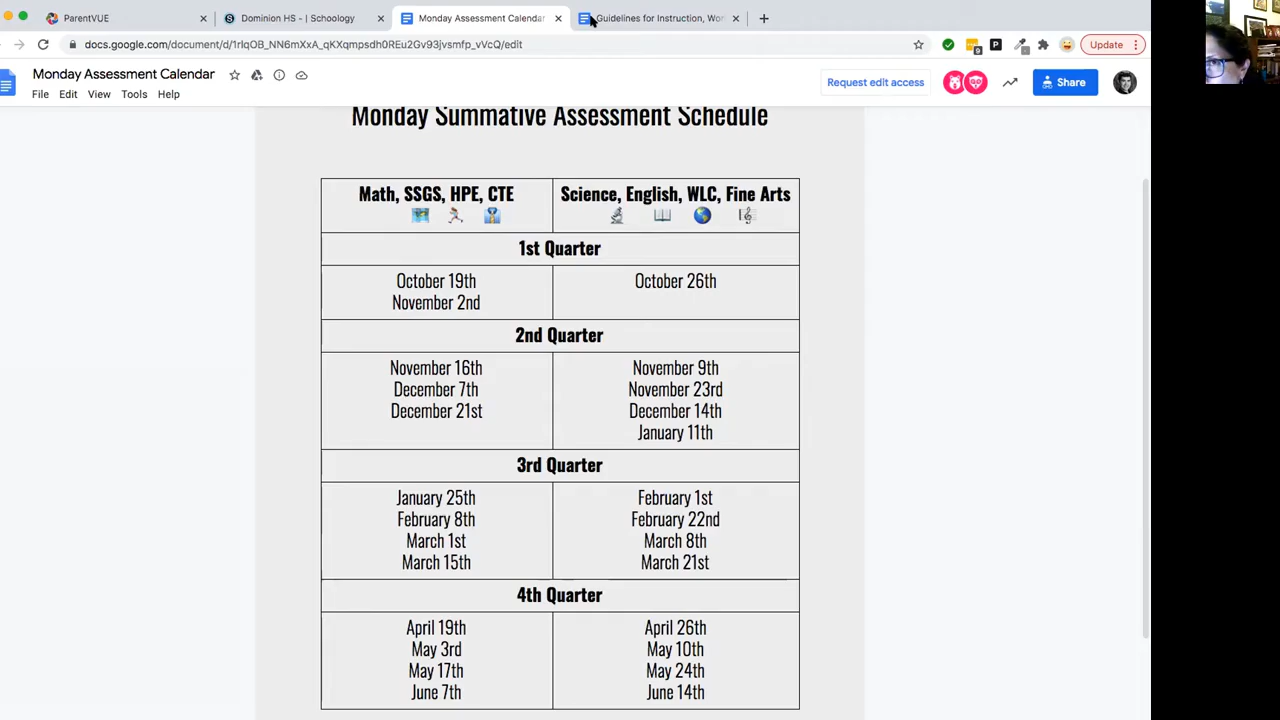 ParentVUE
Dominion HS - | Schoology
Monday Assessment Calendar
Guidelines for Instruction, Wor
docs.google.com/document/d/
/edit
Update
Monday Assessment Calendar
File Edit View Tools Help
Request edit access
Share
Monday Summative Assessment Schedule
Math, SSGS, HPE, CTE
Science, English, WLC, Fine Arts
1st Quarter
October 19th
November 2nd
October 26th
2nd Quarter
November 16th
December 7th
December 21st
November 9th
November 23rd
December 14th
January 11th
3rd Quarter
January 25th
February 8th
March 1st
March 15th
February 1st
February 22nd
March 8th
March 21st
4th Quarter
April 19th
May 3rd
May 17th
June 7th
April 26th
May 10th
May 24th
June 14th